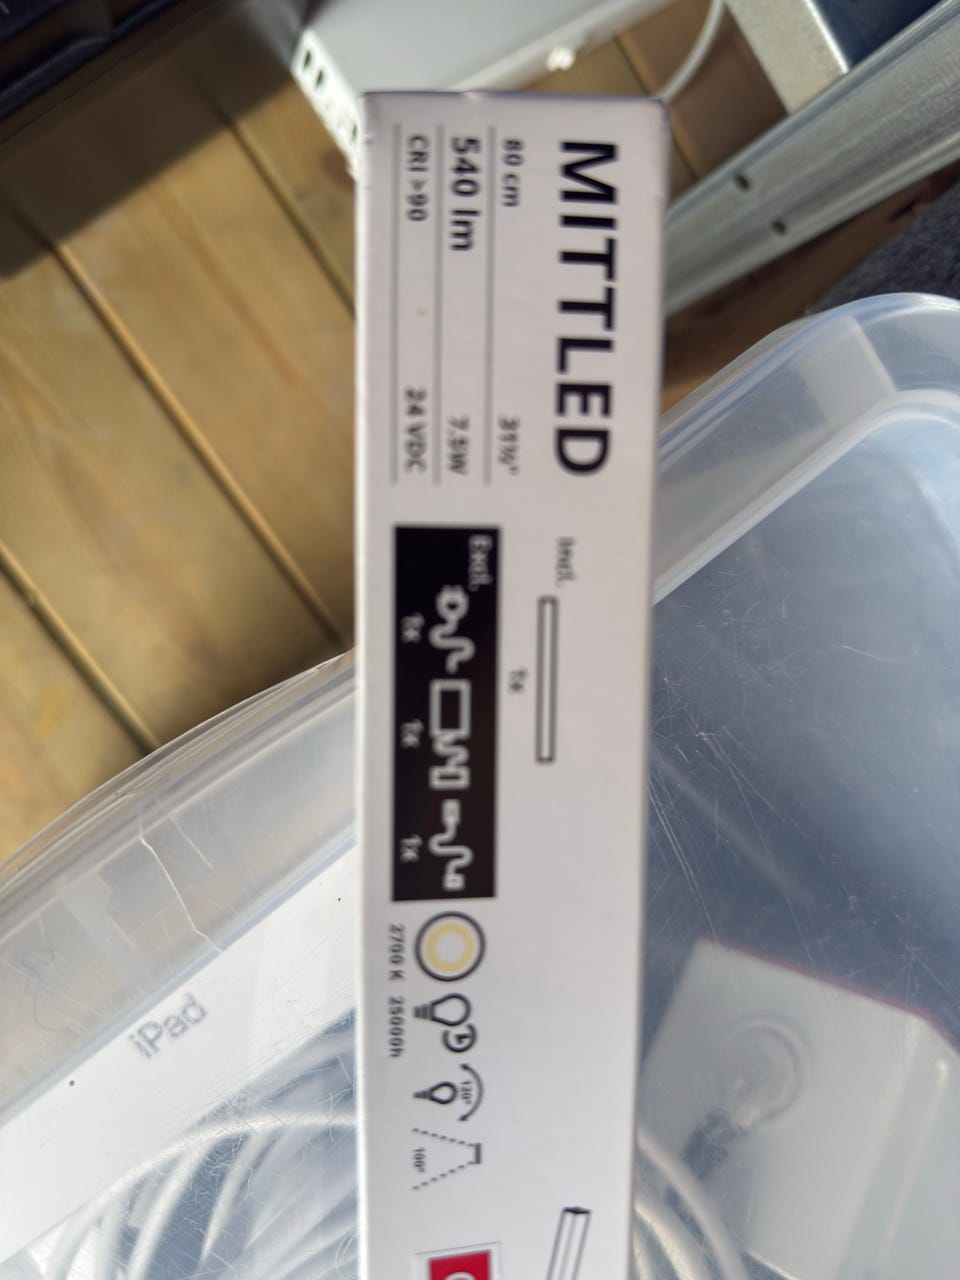 MITTLED
80 cm 31½"
540 lm 7.5W
CRI >90 24 VDC
Incl.
1x
Excl.
1x 1x 1x
2700 K 25000h
120°
100°
iPad